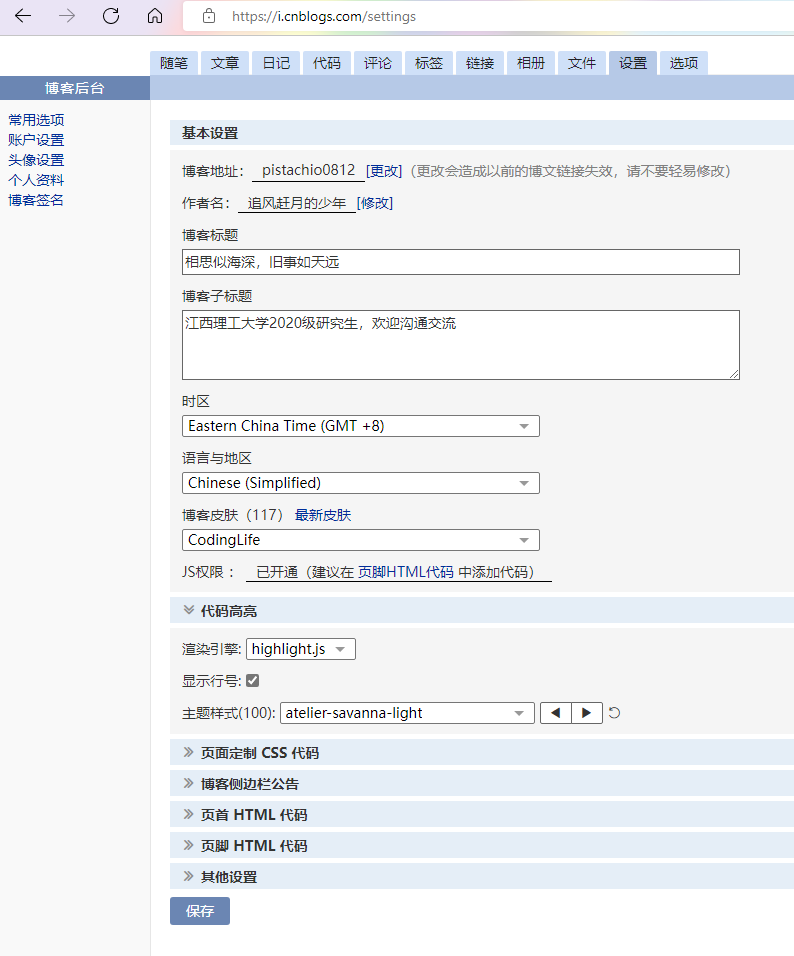 https://i.cnblogs.com/settings
随笔 文章 日记 代码 评论 标签 链接 相册 文件 设置 选项
博客后台
常用选项
账户设置
头像设置
个人资料
博客签名
基本设置
博客地址： pistachio0812 [更改]（更改会造成以前的博文链接失效，请不要轻易修改）
作者名： 追风赶月的少年 [修改]
博客标题
相思似海深，旧事如天远
博客子标题
江西理工大学2020级研究生，欢迎沟通交流
时区
Eastern China Time (GMT +8)
语言与地区
Chinese (Simplified)
博客皮肤（117） 最新皮肤
CodingLife
JS权限： 已开通（建议在 页脚HTML代码 中添加代码）
代码高亮
渲染引擎: highlight.js
显示行号:
主题样式(100): atelier-savanna-light
页面定制 CSS 代码
博客侧边栏公告
页首 HTML 代码
页脚 HTML 代码
其他设置
保存